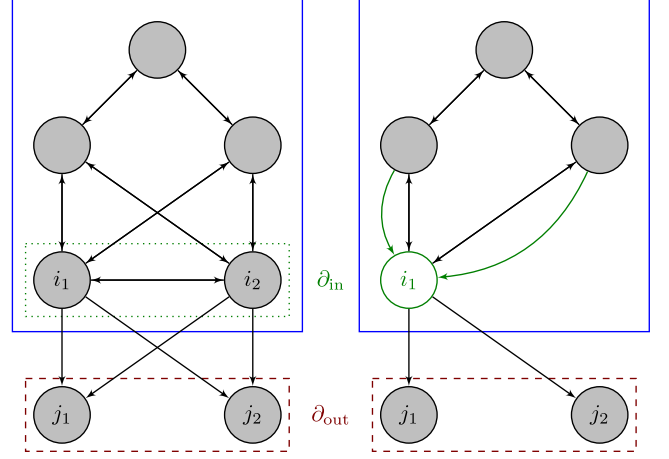 i₁ i₂ ∂in i₁
j₁ j₂ ∂out j₁ j₂